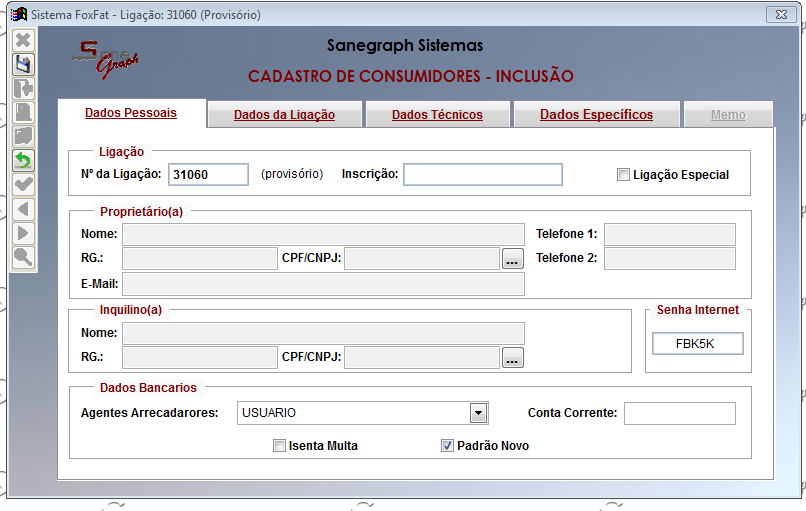 Sistema FoxFat - Ligação: 31060 (Provisório)
Sane Graph
Sanegraph Sistemas
CADASTRO DE CONSUMIDORES - INCLUSÃO
Dados Pessoais Dados da Ligação Dados Técnicos Dados Específicos Memo
Ligação
Nº da Ligação: 31060 (provisório) Inscrição: Ligação Especial
Proprietário(a)
Nome: Telefone 1:
RG.: CPF/CNPJ: ... Telefone 2:
E-Mail:
Inquilino(a) Senha Internet
Nome: FBK5K
RG.: CPF/CNPJ: ...
Dados Bancarios
Agentes Arrecadarores: USUARIO Conta Corrente:
Isenta Multa Padrão Novo